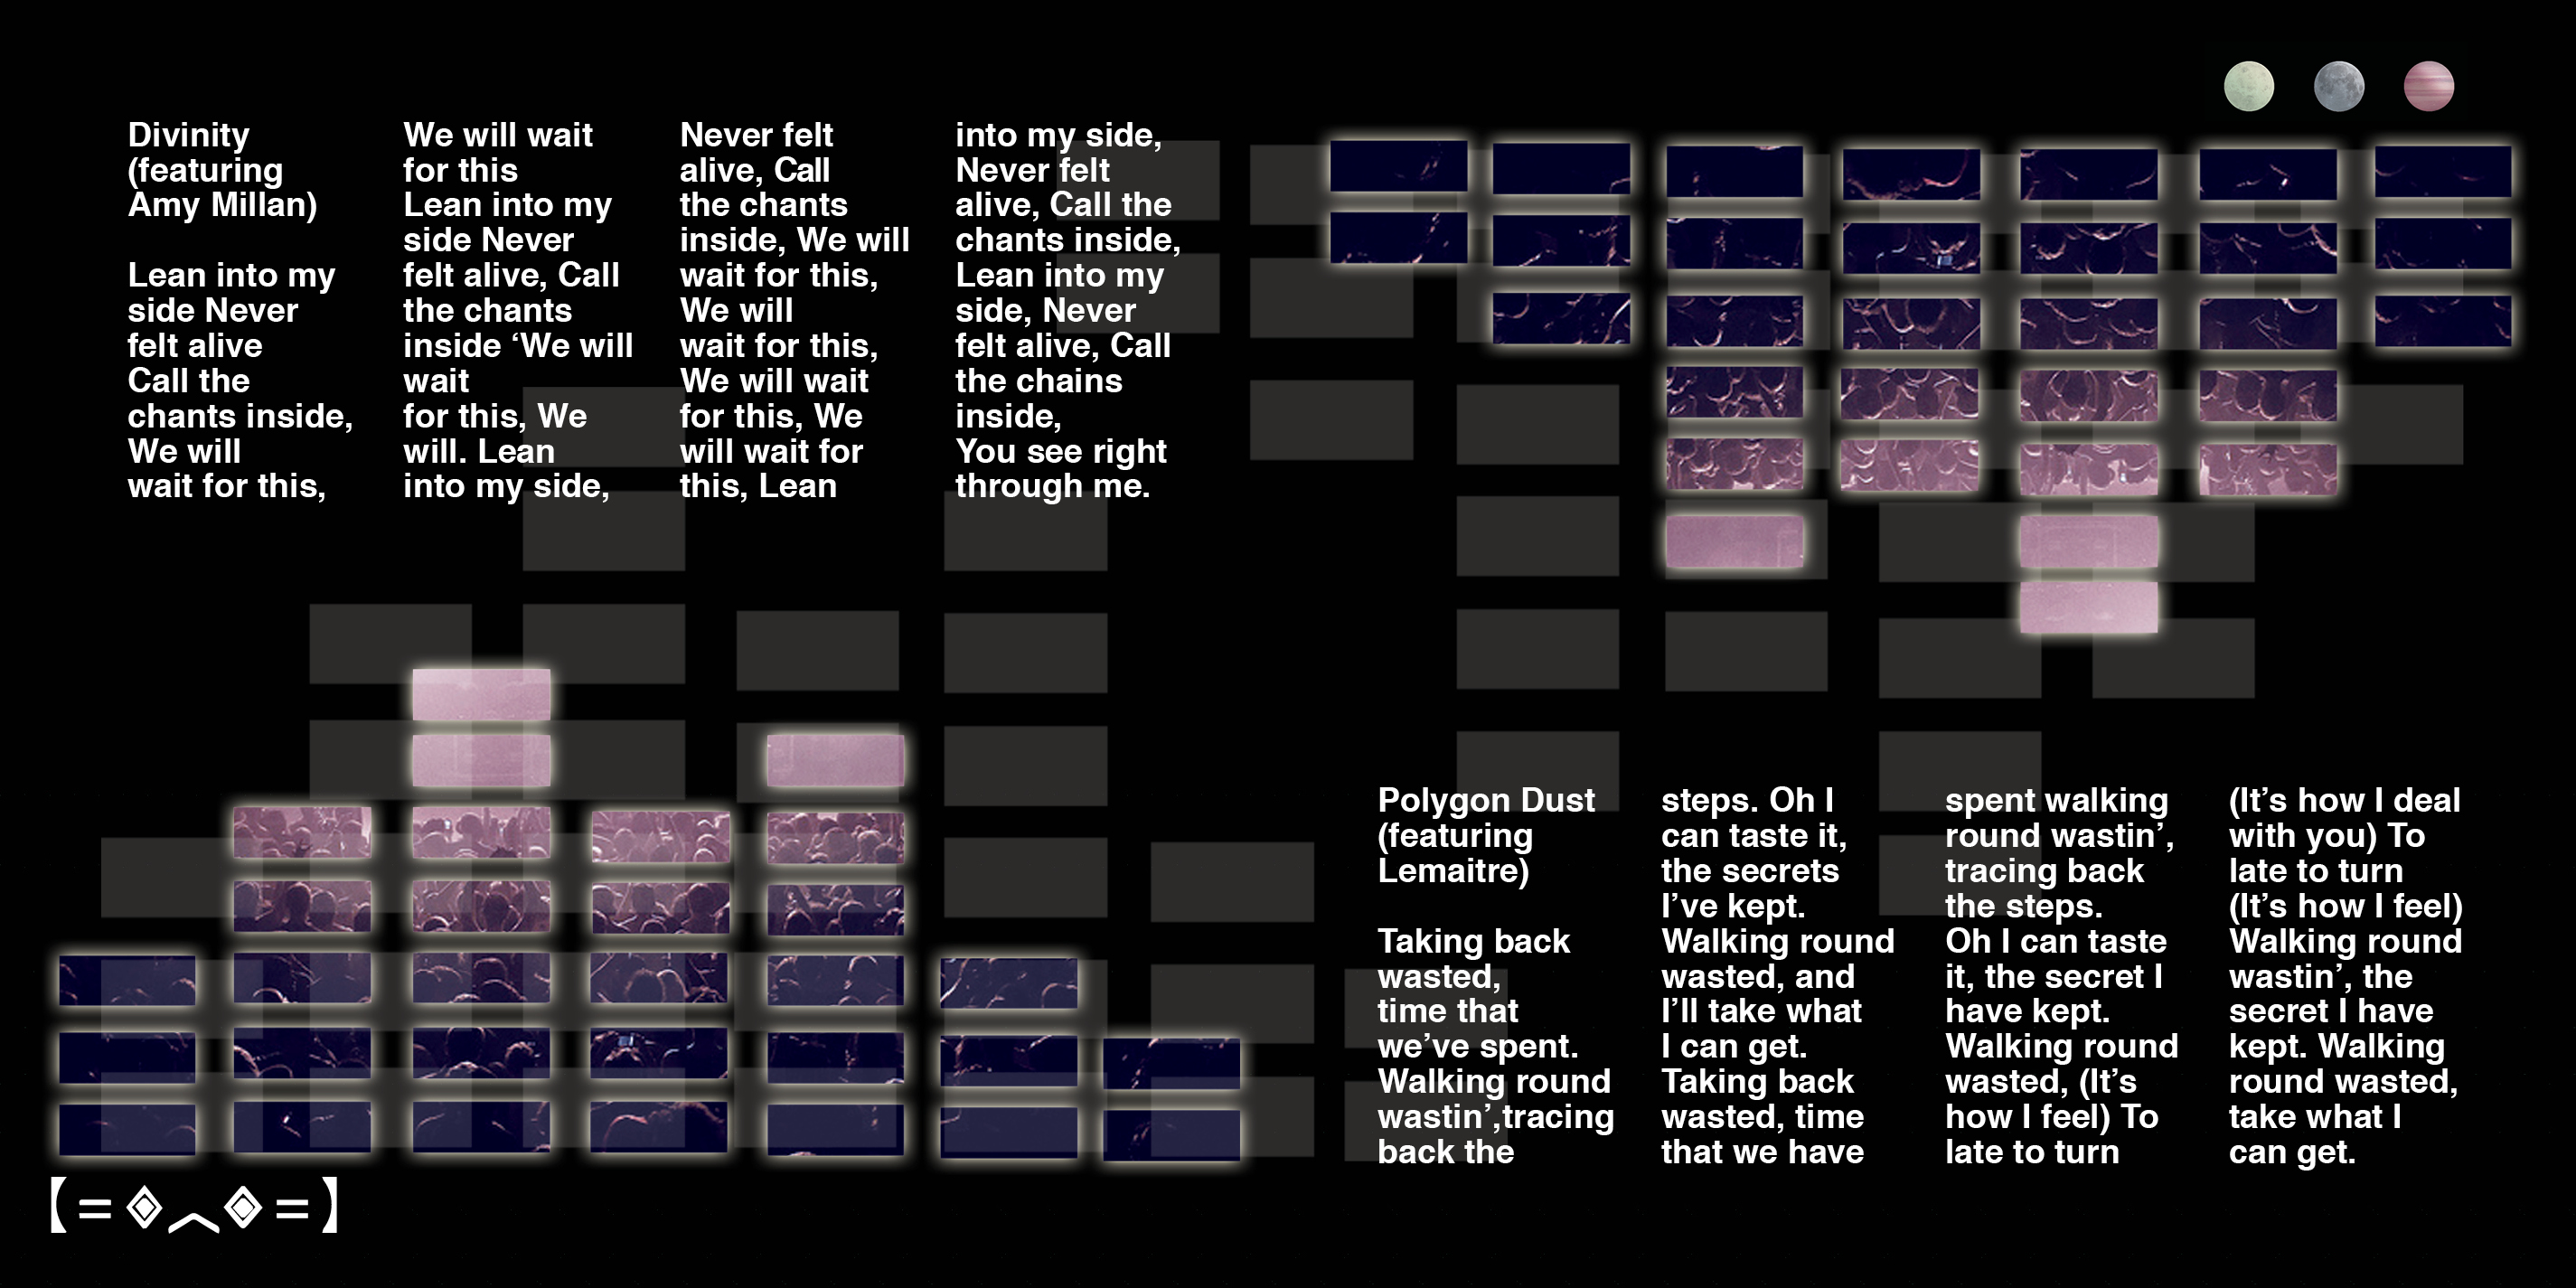 Divinity
(featuring
Amy Millan)
Lean into my
side Never
felt alive
Call the
chants inside,
We will
wait for this,
We will wait
for this
Lean into my
side Never
felt alive, Call
the chants
inside ‘We will
wait
for this, We
will. Lean
into my side,
Never felt
alive, Call
the chants
inside, We will
wait for this,
We will
wait for this,
We will wait
for this, We
will wait for
this, Lean
into my side,
Never felt
alive, Call the
chants inside,
Lean into my
side, Never
felt alive, Call
the chains
inside,
You see right
through me.
Polygon Dust
(featuring
Lemaitre)
Taking back
wasted,
time that
we’ve spent.
Walking round
wastin’,tracing
back the
steps. Oh I
can taste it,
the secrets
I’ve kept.
Walking round
wasted, and
I’ll take what
I can get.
Taking back
wasted, time
that we have
spent walking
round wastin’,
tracing back
the steps.
Oh I can taste
it, the secret I
have kept.
Walking round
wasted, (It’s
how I feel) To
late to turn
(It’s how I deal
with you) To
late to turn
(It’s how I feel)
Walking round
wastin’, the
secret I have
kept. Walking
round wasted,
take what I
can get.
【=◈︿◈=】